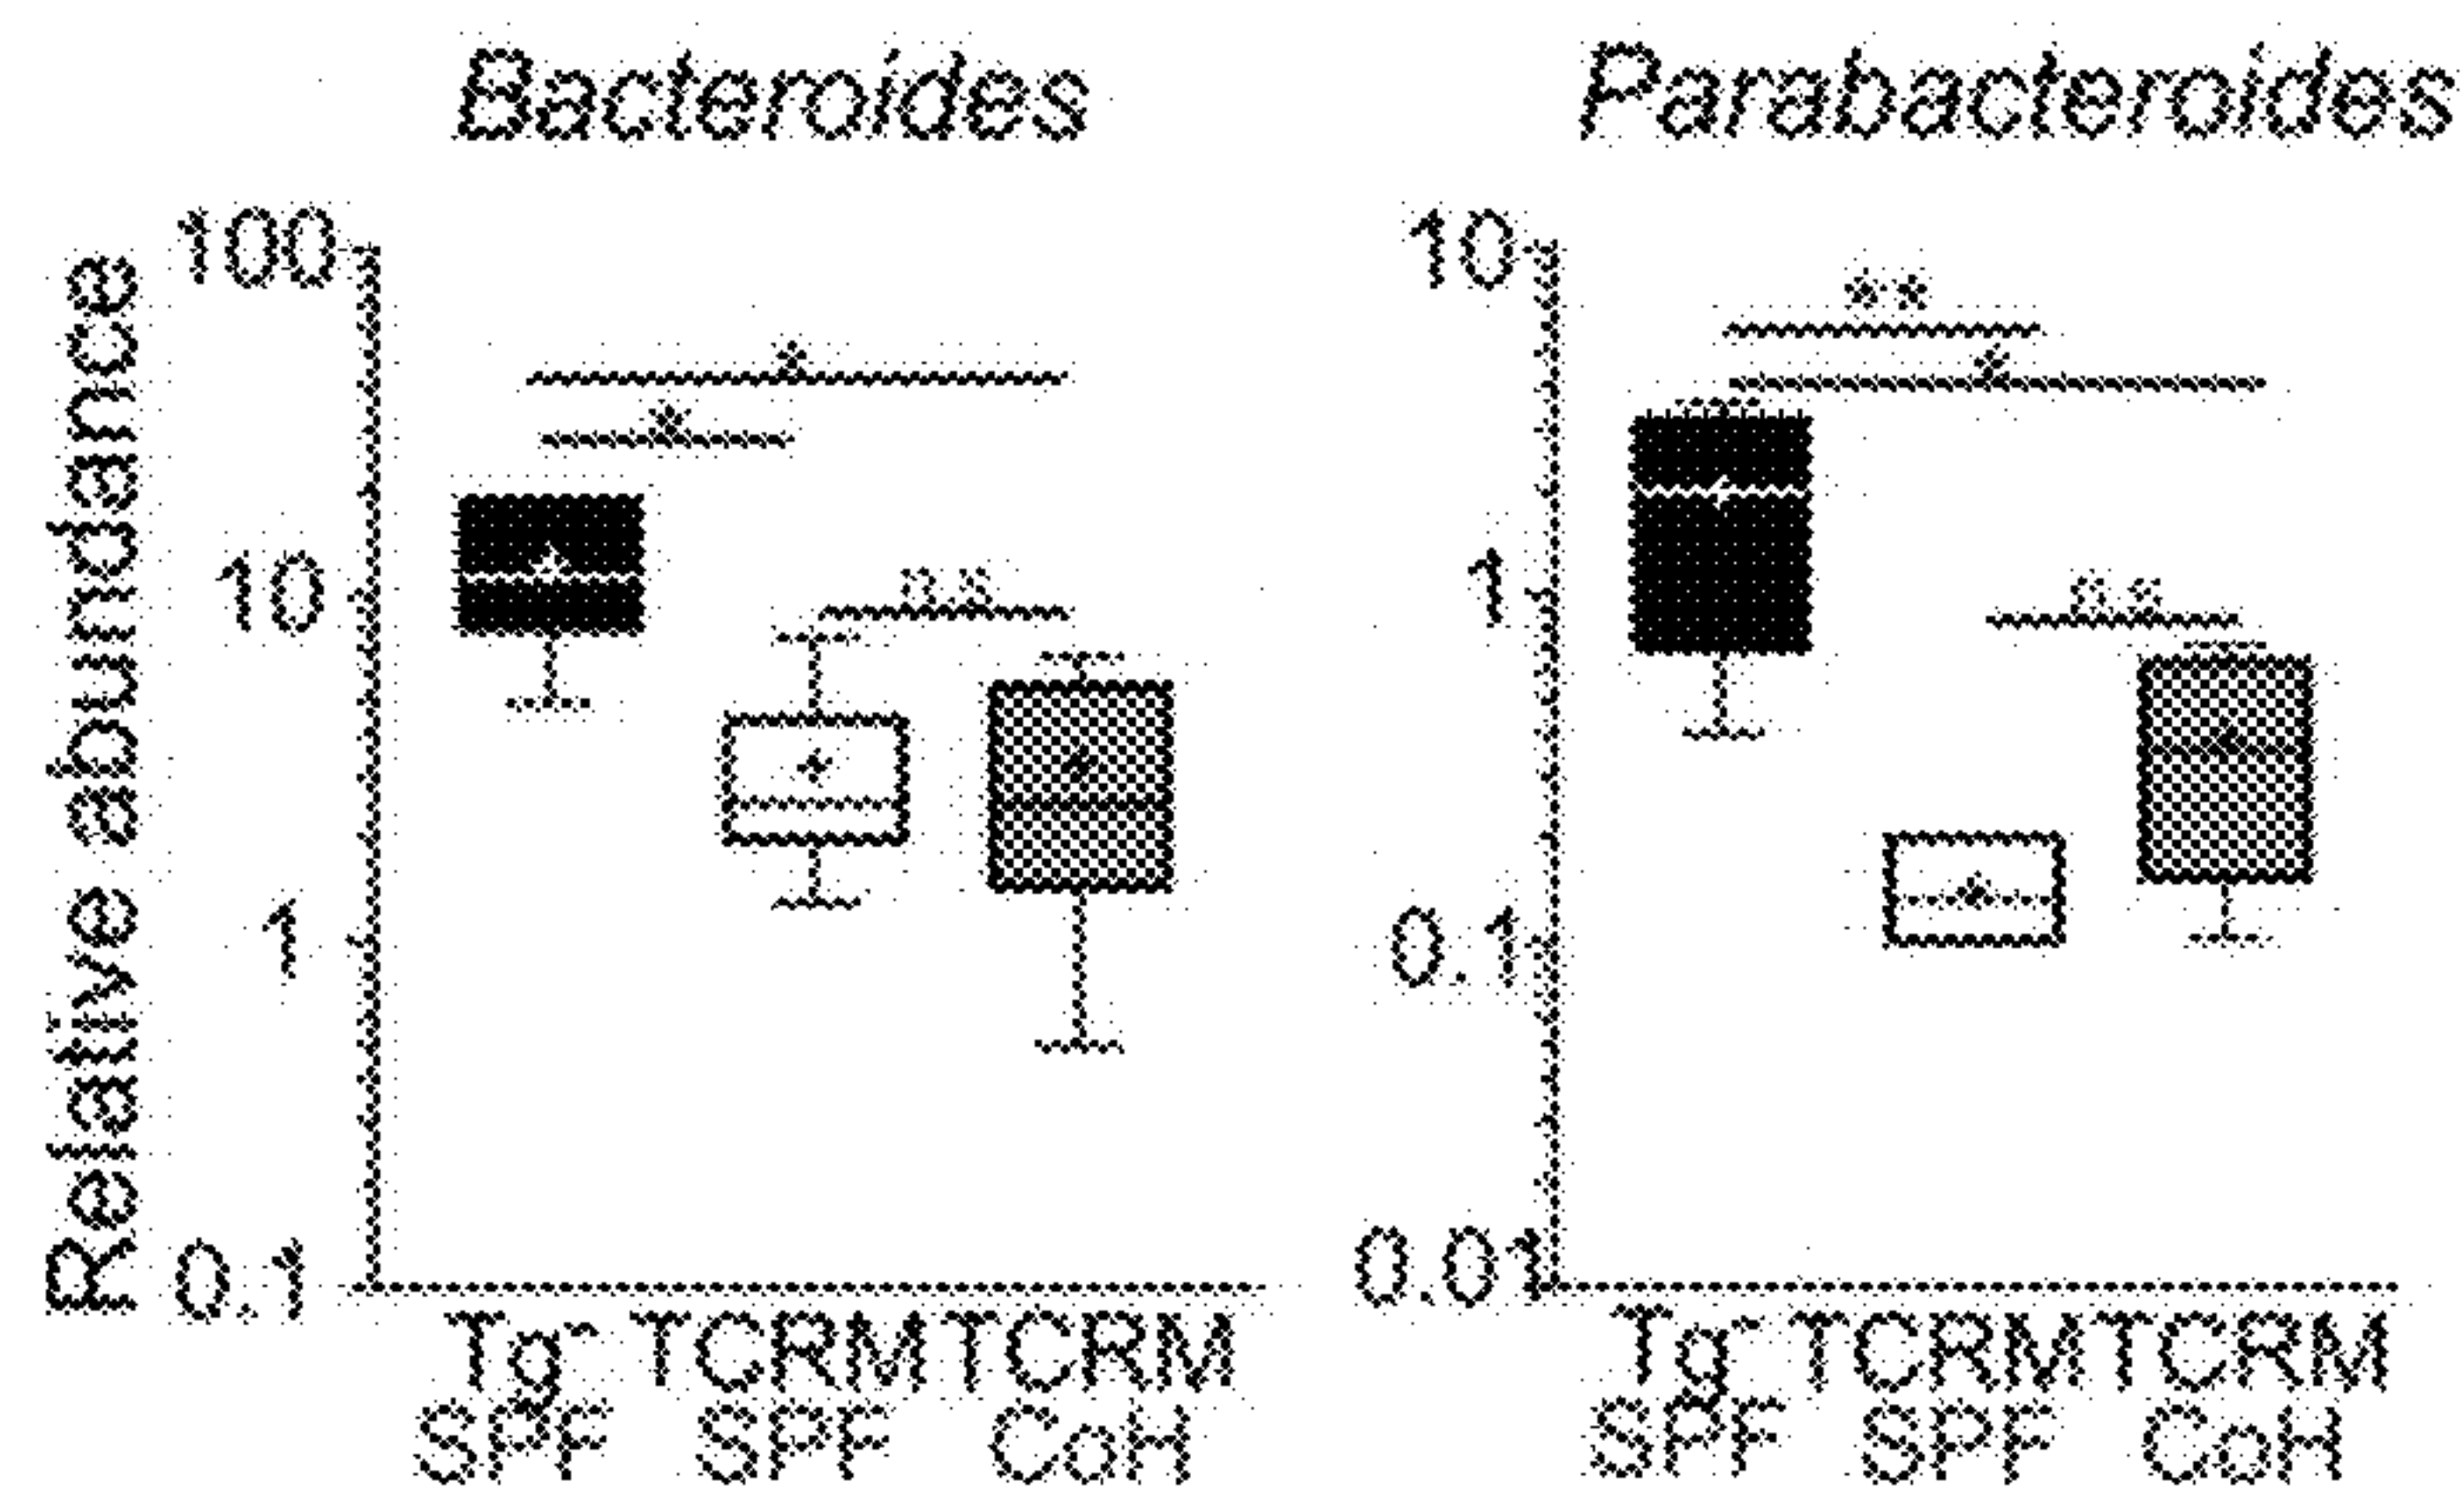 Bacteroides
Parabacteroides
Relative abundance
100
10
1
0.1
*
*
n.s
Tg- TCRM TCRM
SPF SPF CoH
10
1
0.1
0.01
**
*
n.s
Tg- TCRM TCRM
SPF SPF CoH